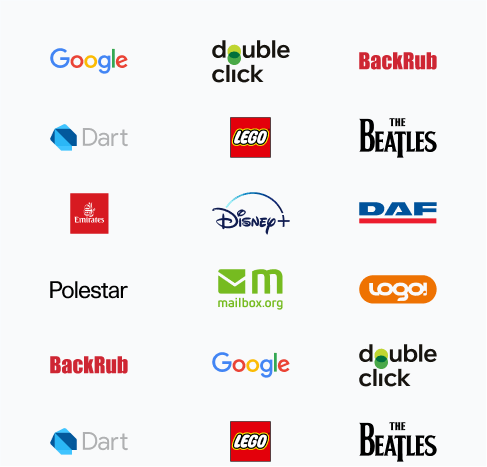 Google
double
click
BackRub
Dart
LEGO
THE
BEATLES
Emirates
Disney+
DAF
Polestar
m
mailbox.org
LOGO!
BackRub
Google
double
click
Dart
LEGO
THE
BEATLES